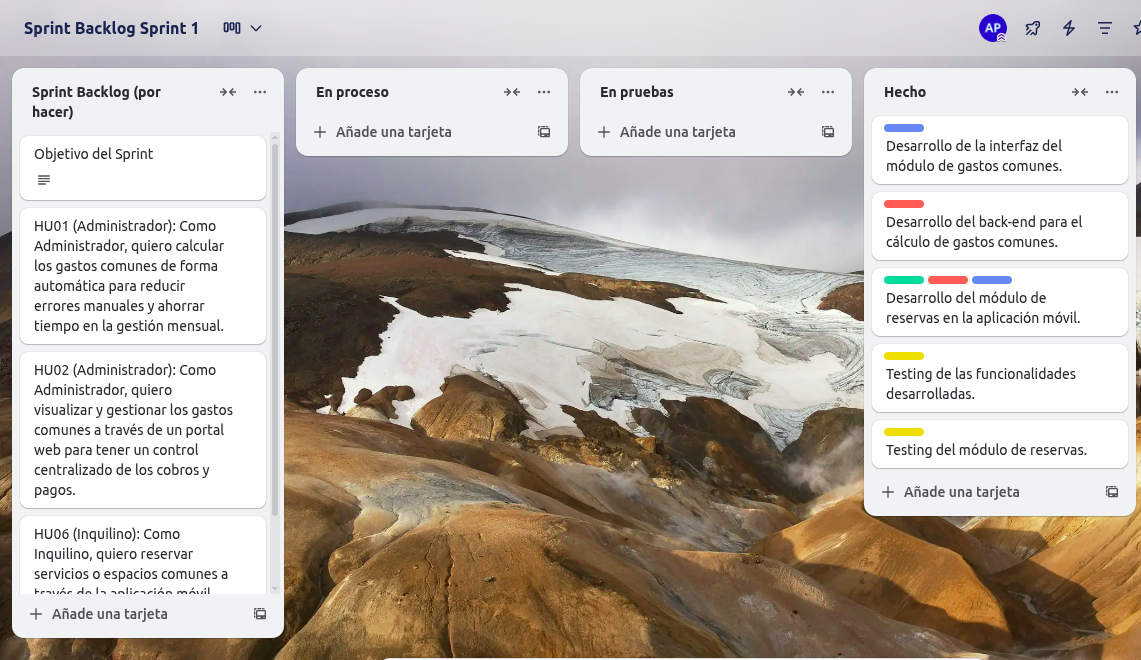 Sprint Backlog Sprint 1
AP
Sprint Backlog (por
hacer)
Objetivo del Sprint
HU01 (Administrador): Como
Administrador, quiero calcular
los gastos comunes de forma
automática para reducir
errores manuales y ahorrar
tiempo en la gestión mensual.
HU02 (Administrador): Como
Administrador, quiero
visualizar y gestionar los gastos
comunes a través de un portal
web para tener un control
centralizado de los cobros y
pagos.
HU06 (Inquilino): Como
Inquilino, quiero reservar
servicios o espacios comunes a
través de la aplicación móvil
Añade una tarjeta
En proceso
Añade una tarjeta
En pruebas
Añade una tarjeta
Hecho
Desarrollo de la interfaz del
módulo de gastos comunes.
Desarrollo del back-end para el
cálculo de gastos comunes.
Desarrollo del módulo de
reservas en la aplicación móvil.
Testing de las funcionalidades
desarrolladas.
Testing del módulo de reservas.
Añade una tarjeta